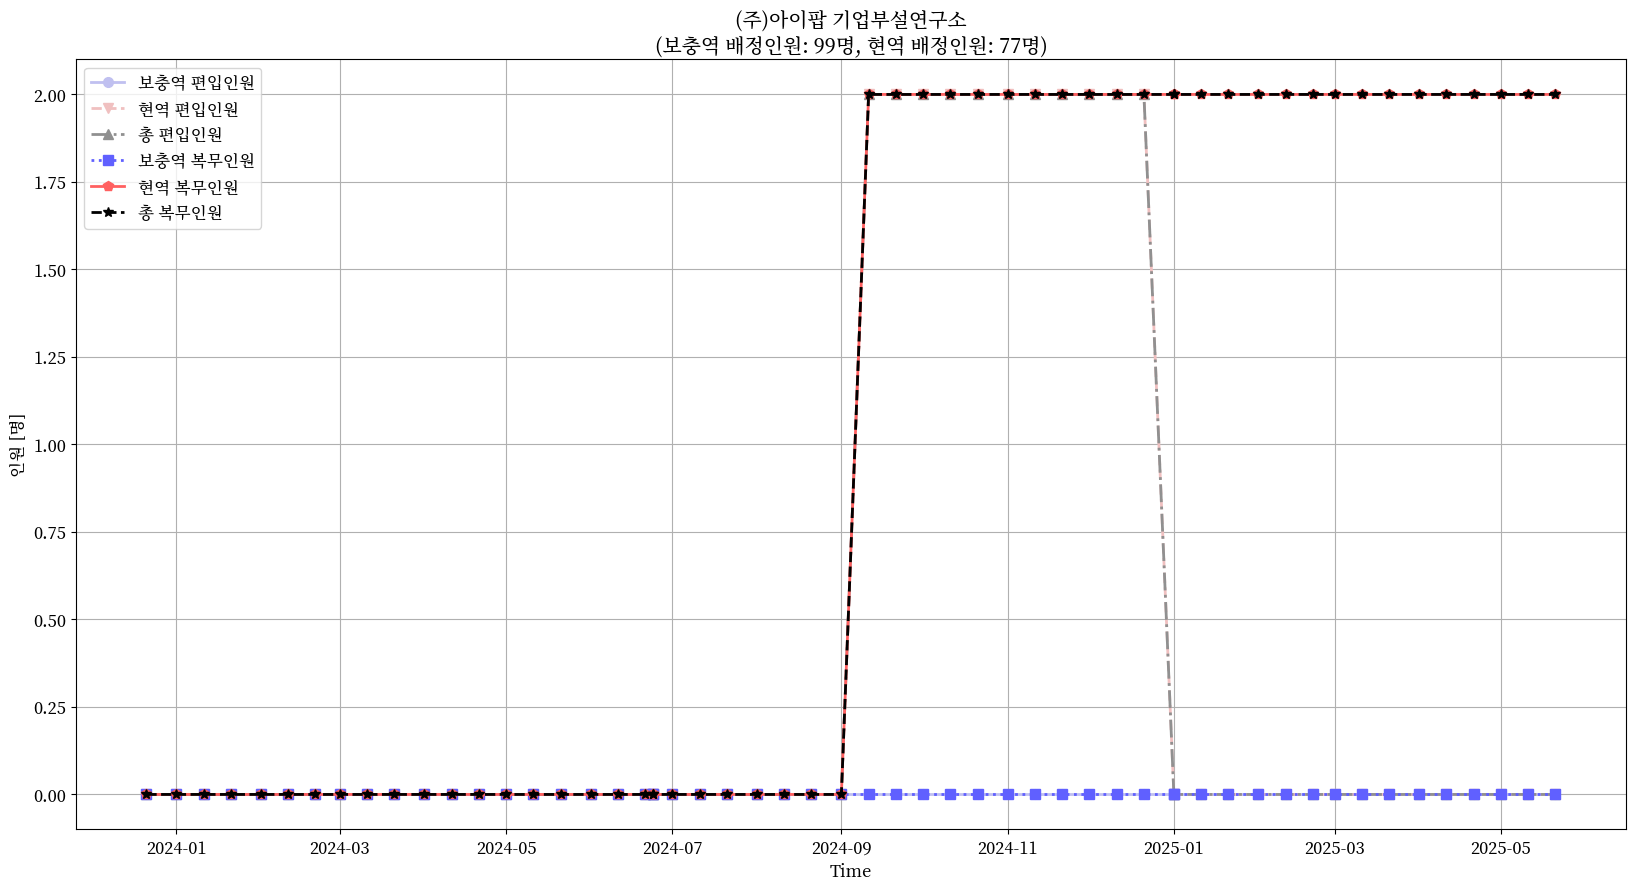 (주)아이팝 기업부설연구소
(보충역 배정인원: 99명, 현역 배정인원: 77명)
보충역 편입인원
현역 편입인원
총 편입인원
보충역 복무인원
현역 복무인원
총 복무인원
2.00
1.75
1.50
1.25
1.00
0.75
0.50
0.25
0.00
인원 [명]
2024-01 2024-03 2024-05 2024-07 2024-09 2024-11 2025-01 2025-03 2025-05
Time